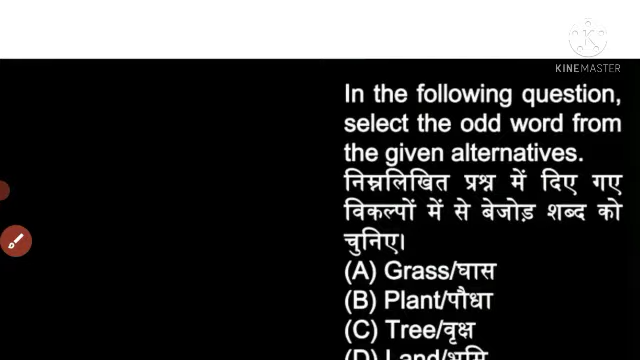 KINEMASTER
In the following question,
select the odd word from
the given alternatives.
निम्नलिखित प्रश्न में दिए गए
विकल्पों में से बेजोड़ शब्द को
चुनिए।
(A) Grass/घास
(B) Plant/पौधा
(C) Tree/वृक्ष
(D) Land/भूमि